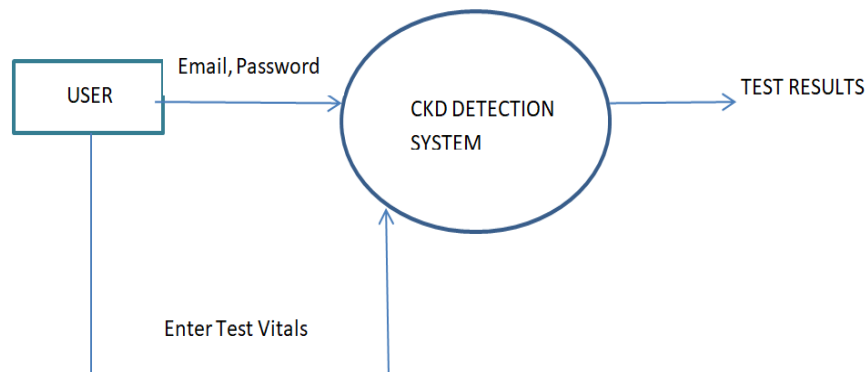 Email, Password
USER
CKD DETECTION
SYSTEM
TEST RESULTS
Enter Test Vitals